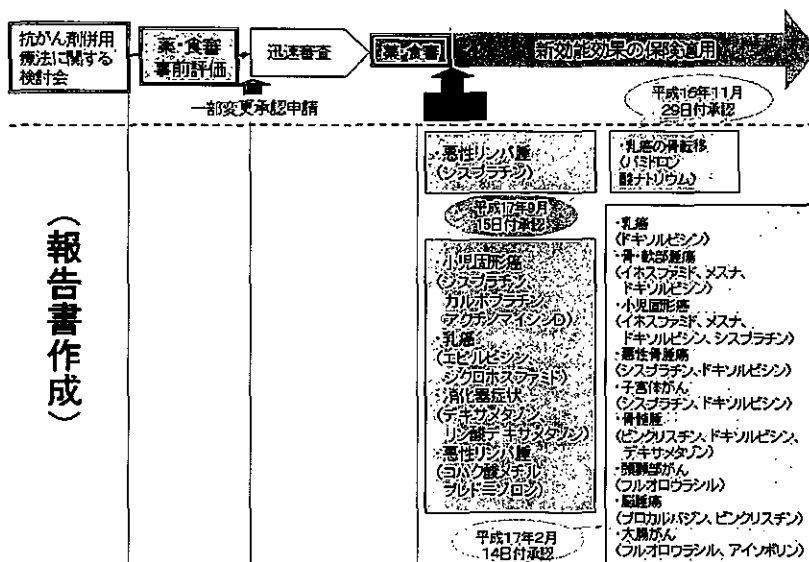 抗がん剤併用
療法に関する
検討会
薬・食審
事前評価
迅速審査
薬・食審
新効能効果の保険適用
一部変更承認申請
平成16年11月
29日付承認
(報告書作成)
・悪性リンパ腫
(シスプラチン)
平成17年9月
15日付承認
・小児固形癌
(シスプラチン、
カルボプラチン、
アクチノマイシンD)
・乳癌
(エピルビシン、
シクロホスファミド)
・消化器症状
(デキサメタゾン、
リン酸デキサメタゾン)
・悪性リンパ腫
(コハク酸メチル
プレドニゾロン)
平成17年2月
14日付承認
・乳癌の骨転移
(パミドロン
酸ナトリウム)
・乳癌
(ドキソルビシン)
・骨・軟部腫瘍
(イホスファミド、メスナ、
ドキソルビシン)
・小児固形癌
(イホスファミド、メスナ、
ドキソルビシン、シスプラチン)
・悪性骨腫瘍
(シスプラチン、ドキソルビシン)
・子宮体がん
(シスプラチン、ドキソルビシン)
・骨髄腫
(ビンクリスチン、ドキソルビシン、
デキサメタゾン)
・頭頸部がん
(フルオロウラシル)
・脳腫瘍
(プロカルバジン、ビンクリスチン)
・大腸がん
(フルオロウラシル、アイソボリン)